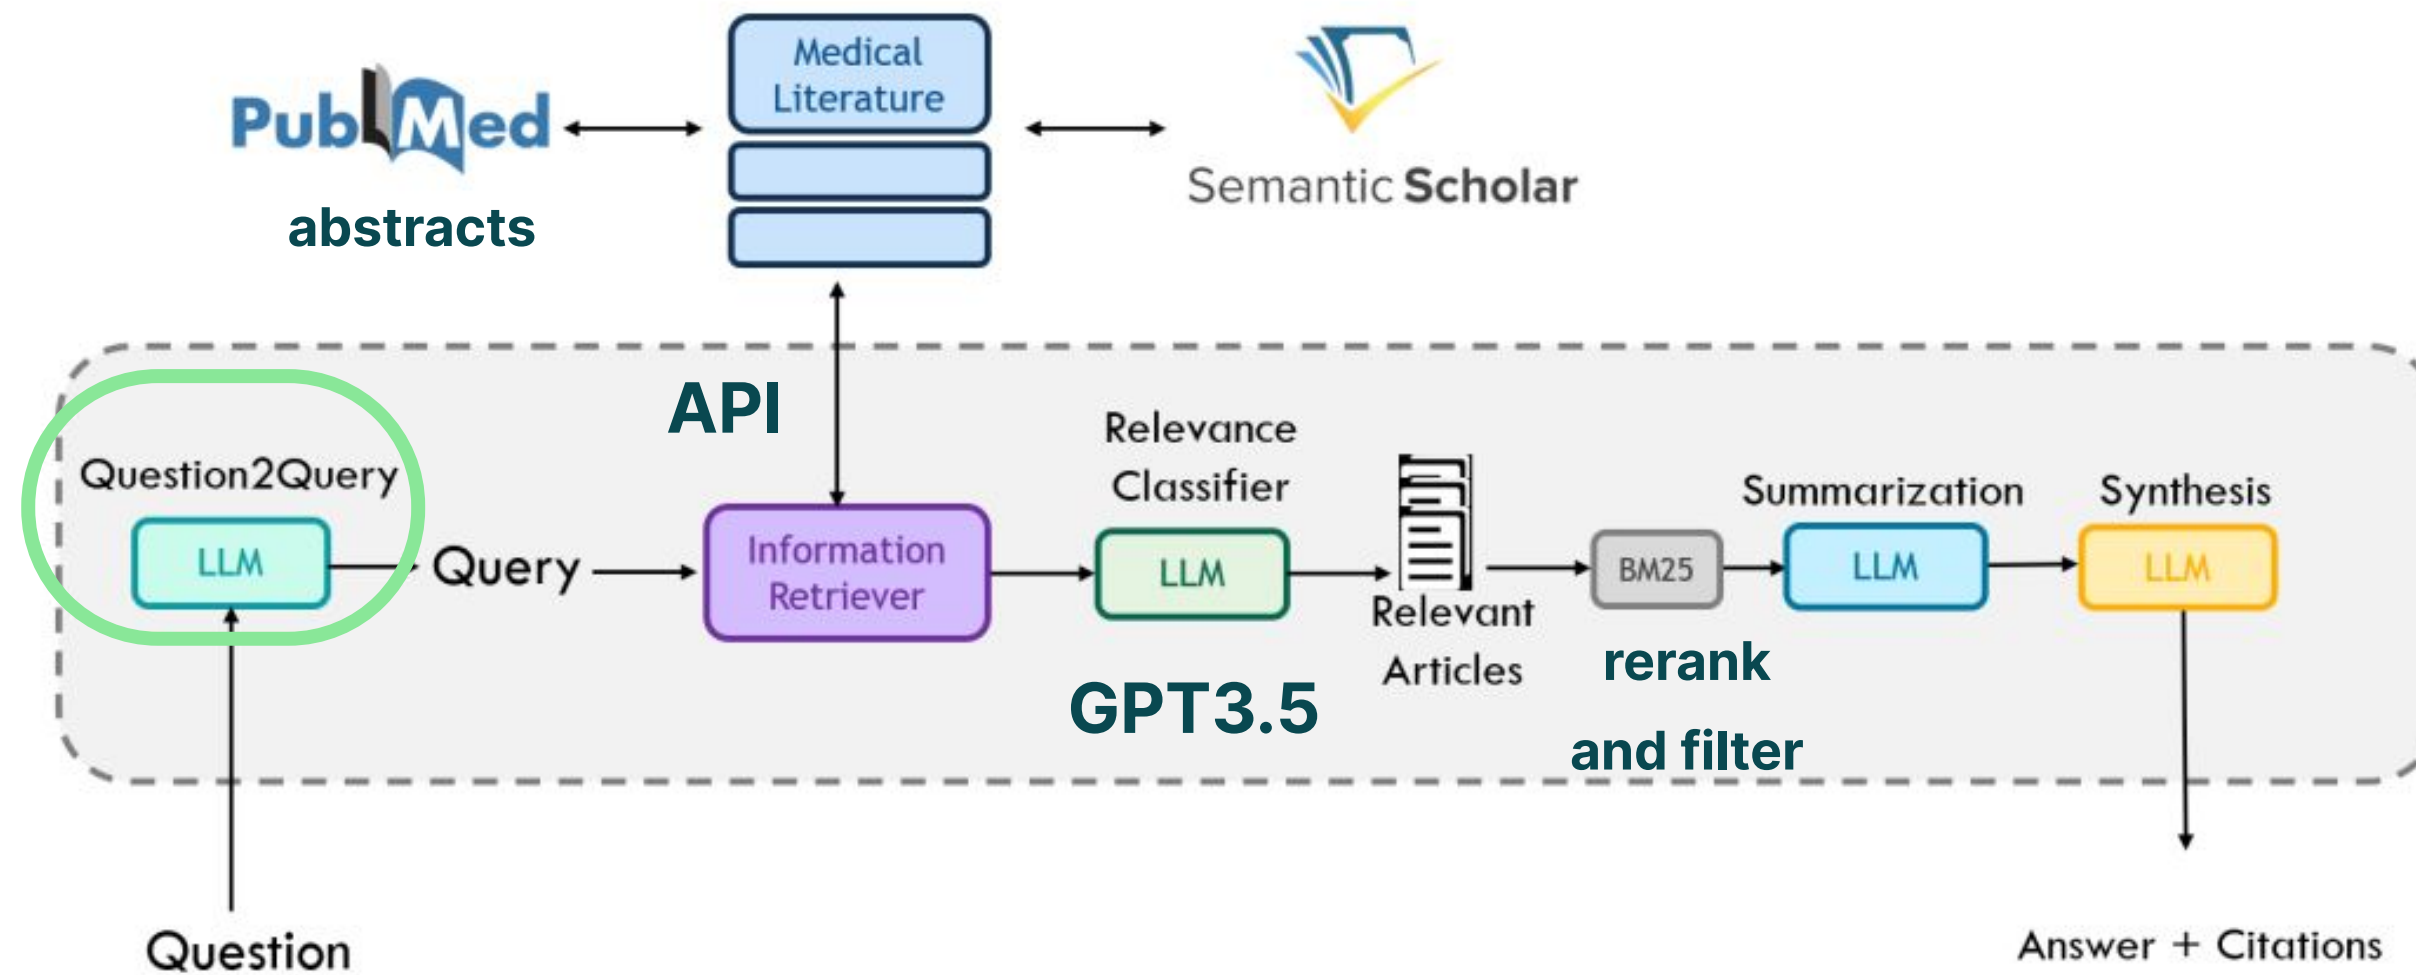 Medical
Literature
PubMed
abstracts
Semantic Scholar
API
Question2Query
LLM
Query
Information
Retriever
Relevance
Classifier
LLM
GPT3.5
Relevant
Articles
BM25
rerank
and filter
Summarization
LLM
Synthesis
LLM
Question
Answer + Citations